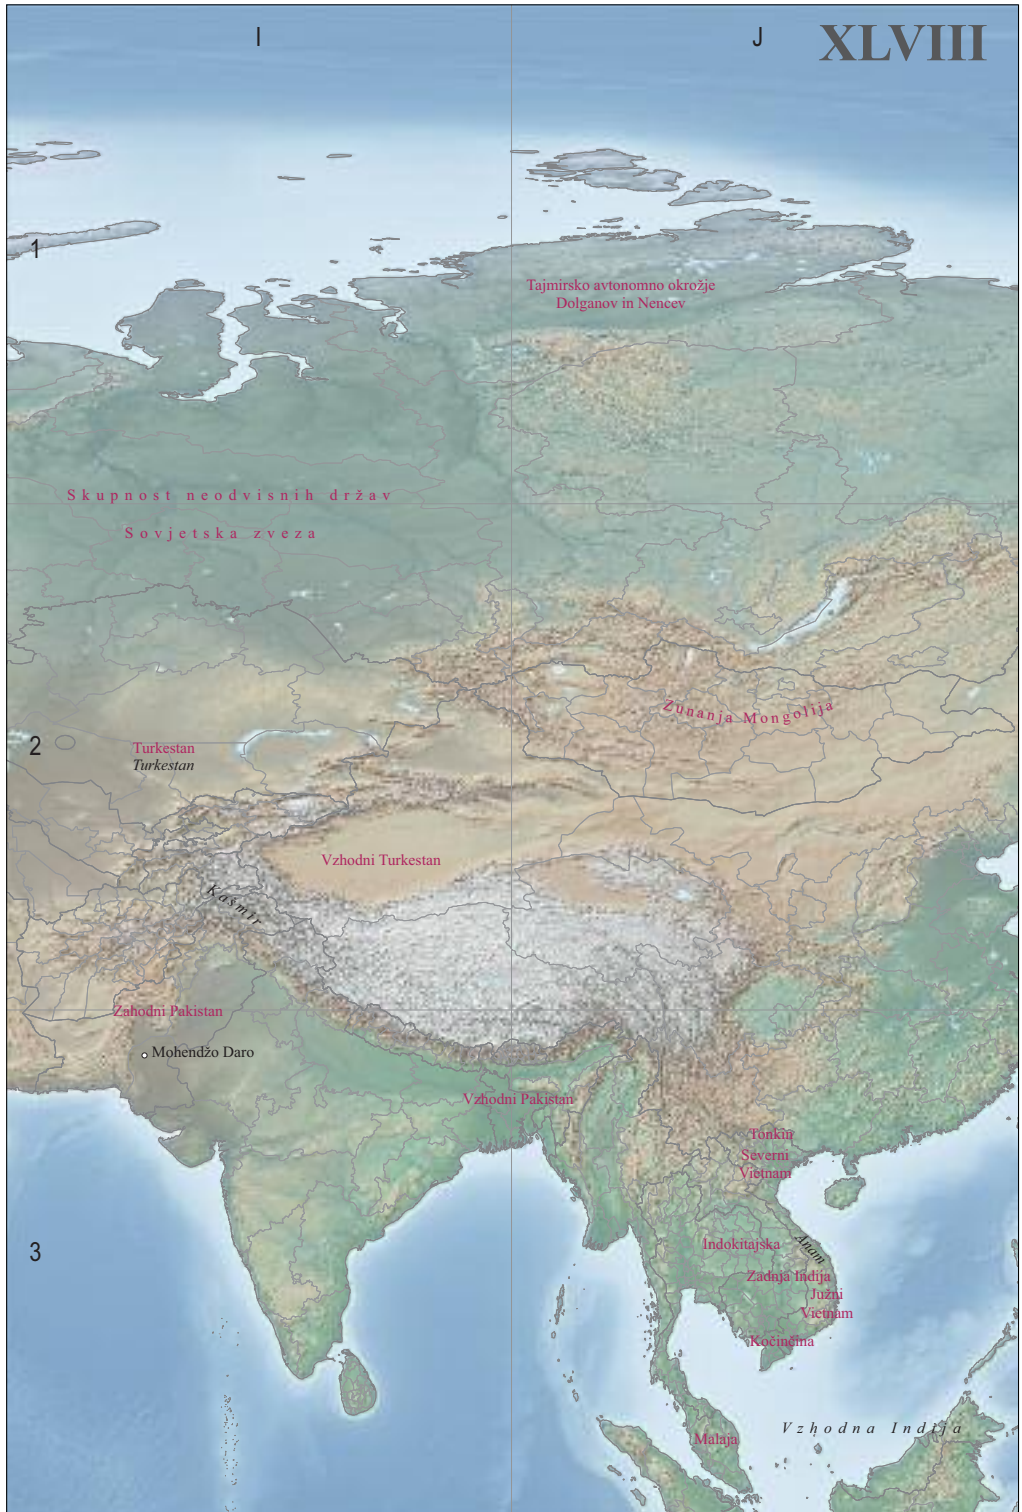 I
J
XLVIII
1
Tajmirsko avtonomno okrožje
Dolganov in Nencev
Skupnost neodvisnih držav
Sovjetska zveza
Zunanja Mongolija
2
Turkestan
Turkestan
Vzhodni Turkestan
Kašmir
Zahodni Pakistan
Mohendžo Daro
Vzhodni Pakistan
Tonkin
Severni
Vietnam
3
Anam
Indokitajska
Zadnja Indija
Južni
Vietnam
Kočinčina
Vzhodna Indija
Malaja